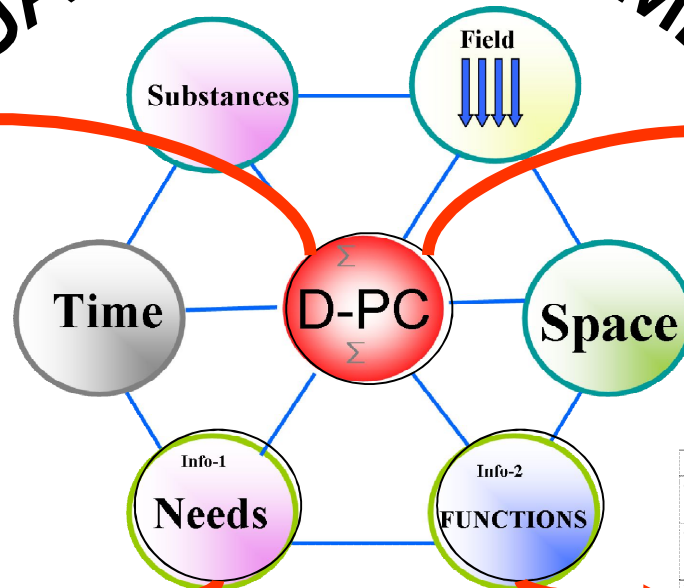 Field
Substances
Σ
D-PC
Σ
Time
Space
Info-1
Needs
Info-2
FUNCTIONS